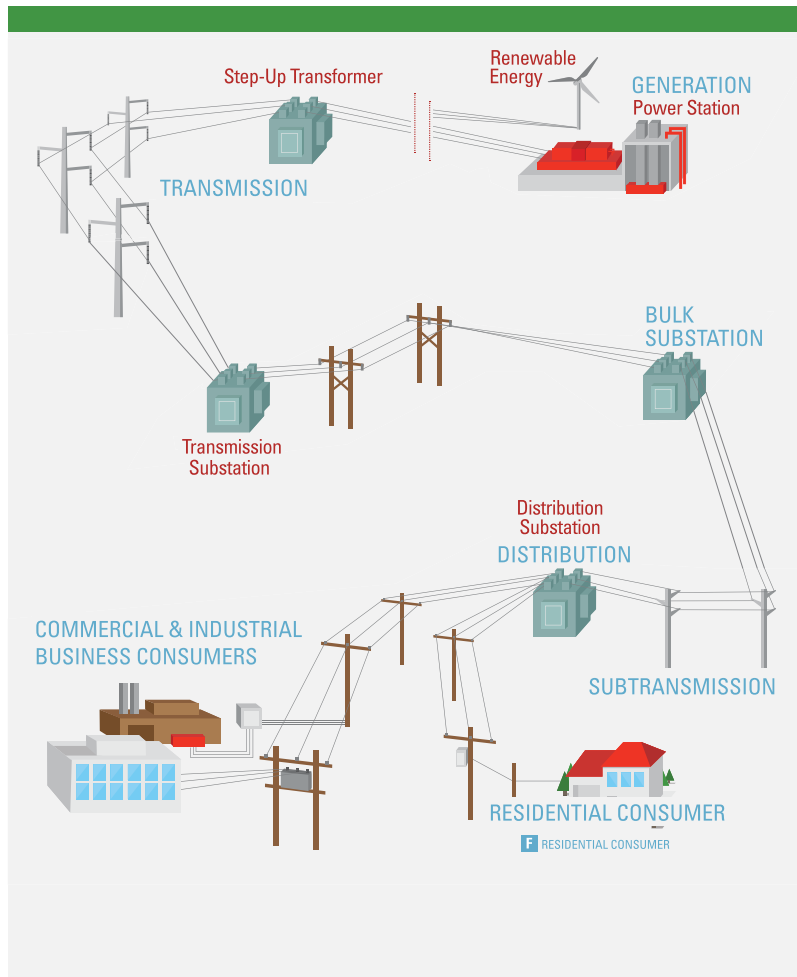 Renewable
Energy
Step-Up Transformer
GENERATION
Power Station
TRANSMISSION
BULK
SUBSTATION
Transmission
Substation
Distribution
Substation
DISTRIBUTION
COMMERCIAL & INDUSTRIAL
BUSINESS CONSUMERS
SUBTRANSMISSION
RESIDENTIAL CONSUMER
F RESIDENTIAL CONSUMER